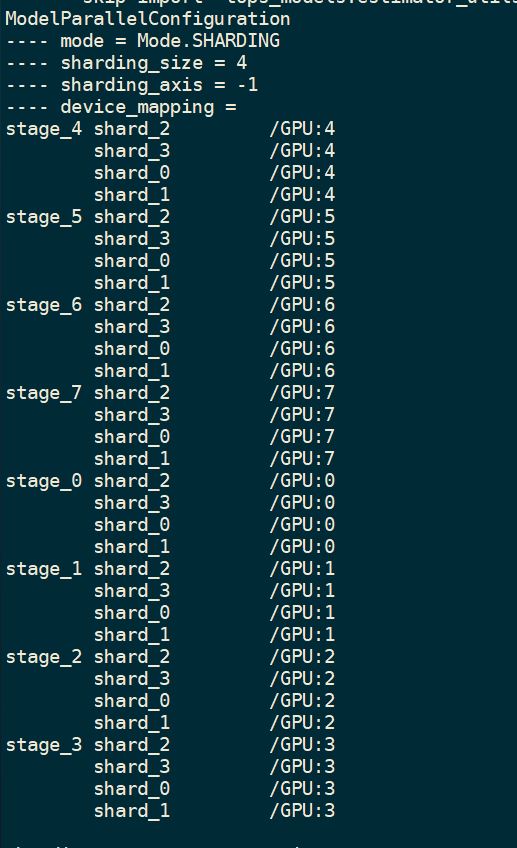 skip import  tops_models.estimator_utils
ModelParallelConfiguration
---- mode = Mode.SHARDING
---- sharding_size = 4
---- sharding_axis = -1
---- device_mapping =
stage_4 shard_2         /GPU:4
        shard_3         /GPU:4
        shard_0         /GPU:4
        shard_1         /GPU:4
stage_5 shard_2         /GPU:5
        shard_3         /GPU:5
        shard_0         /GPU:5
        shard_1         /GPU:5
stage_6 shard_2         /GPU:6
        shard_3         /GPU:6
        shard_0         /GPU:6
        shard_1         /GPU:6
stage_7 shard_2         /GPU:7
        shard_3         /GPU:7
        shard_0         /GPU:7
        shard_1         /GPU:7
stage_0 shard_2         /GPU:0
        shard_3         /GPU:0
        shard_0         /GPU:0
        shard_1         /GPU:0
stage_1 shard_2         /GPU:1
        shard_3         /GPU:1
        shard_0         /GPU:1
        shard_1         /GPU:1
stage_2 shard_2         /GPU:2
        shard_3         /GPU:2
        shard_0         /GPU:2
        shard_1         /GPU:2
stage_3 shard_2         /GPU:3
        shard_3         /GPU:3
        shard_0         /GPU:3
        shard_1         /GPU:3